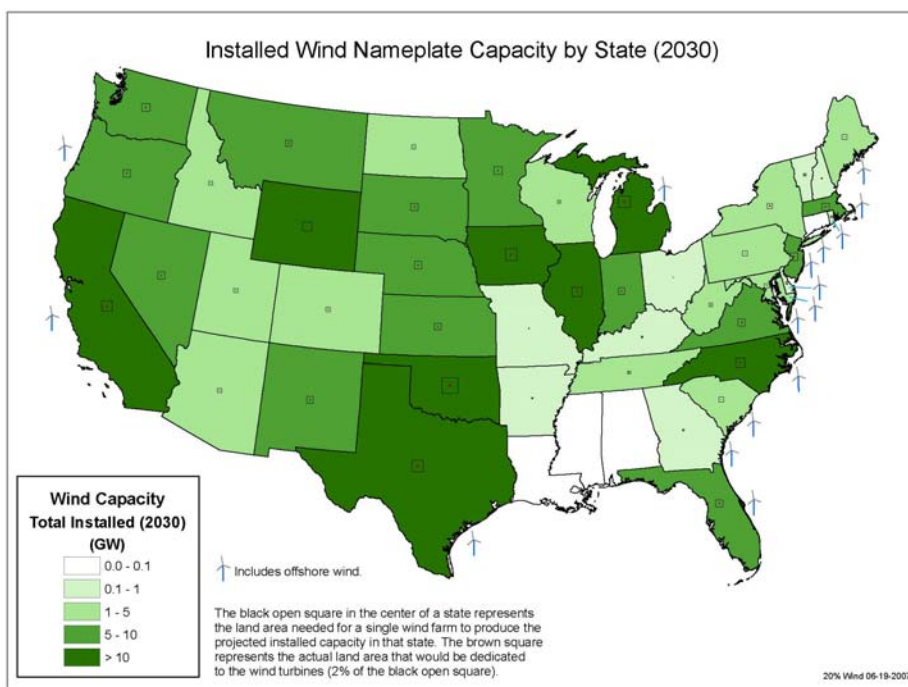 Installed Wind Nameplate Capacity by State (2030)
Wind Capacity
Total Installed (2030)
(GW)
0.0 - 0.1
0.1 - 1
1 - 5
5 - 10
> 10
Includes offshore wind.
The black open square in the center of a state represents
the land area needed for a single wind farm to produce the
projected installed capacity in that state. The brown square
represents the actual land area that would be dedicated
to the wind turbines (2% of the black open square).
20% Wind 06-19-2007